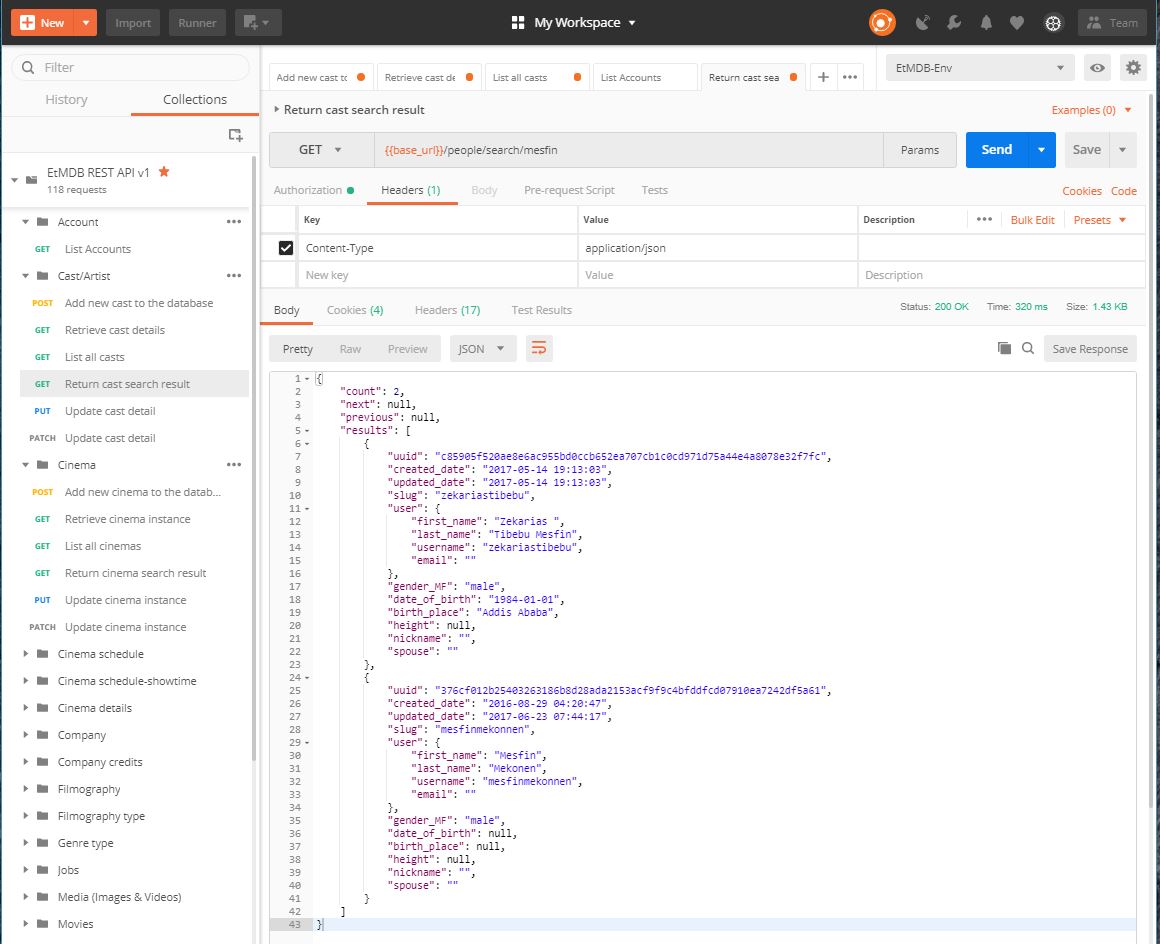 New
Import
Runner
My Workspace
Team
Filter
History
Collections
EtMDB REST API v1
118 requests
Account
GET List Accounts
Cast/Artist
POST Add new cast to the database
GET Retrieve cast details
GET List all casts
GET Return cast search result
PUT Update cast detail
PATCH Update cast detail
Cinema
POST Add new cinema to the datab...
GET Retrieve cinema instance
GET List all cinemas
GET Return cinema search result
PUT Update cinema instance
PATCH Update cinema instance
Cinema schedule
Cinema schedule-showtime
Cinema details
Company
Company credits
Filmography
Filmography type
Genre type
Jobs
Media (Images & Videos)
Movies
Add new cast to
Retrieve cast de
List all casts
List Accounts
Return cast sea
EtMDB-Env
Return cast search result
Examples (0)
GET
{{base_url}}/people/search/mesfin
Params
Send
Save
Authorization
Headers (1)
Body
Pre-request Script
Tests
Cookies
Code
Key
Value
Description
Bulk Edit
Presets
Content-Type
application/json
New key
Value
Description
Body
Cookies (4)
Headers (17)
Test Results
Status: 200 OK
Time: 320 ms
Size: 1.43 KB
Pretty
Raw
Preview
JSON
Save Response
1 {
2 "count": 2,
3 "next": null,
4 "previous": null,
5 "results": [
6 {
7 "uuid": "c85905f520ae8e6ac955bd0ccb652ea707cb1c0cd971d75a44e4a8078e32f7fc",
8 "created_date": "2017-05-14 19:13:03",
9 "updated_date": "2017-05-14 19:13:03",
10 "slug": "zekariastibebu",
11 "user": {
12 "first_name": "Zekarias ",
13 "last_name": "Tibebu Mesfin",
14 "username": "zekariastibebu",
15 "email": ""
16 },
17 "gender_MF": "male",
18 "date_of_birth": "1984-01-01",
19 "birth_place": "Addis Ababa",
20 "height": null,
21 "nickname": "",
22 "spouse": ""
23 },
24 {
25 "uuid": "376cf012b25403263186b8d28ada2153acf9f9c4bfddfcd07910ea7242df5a61",
26 "created_date": "2016-08-29 04:20:47",
27 "updated_date": "2017-06-23 07:44:17",
28 "slug": "mesfinmekonnen",
29 "user": {
30 "first_name": "Mesfin",
31 "last_name": "Mekonen",
32 "username": "mesfinmekonnen",
33 "email": ""
34 },
35 "gender_MF": "male",
36 "date_of_birth": null,
37 "birth_place": null,
38 "height": null,
39 "nickname": "",
40 "spouse": ""
41 }
42 ]
43 }